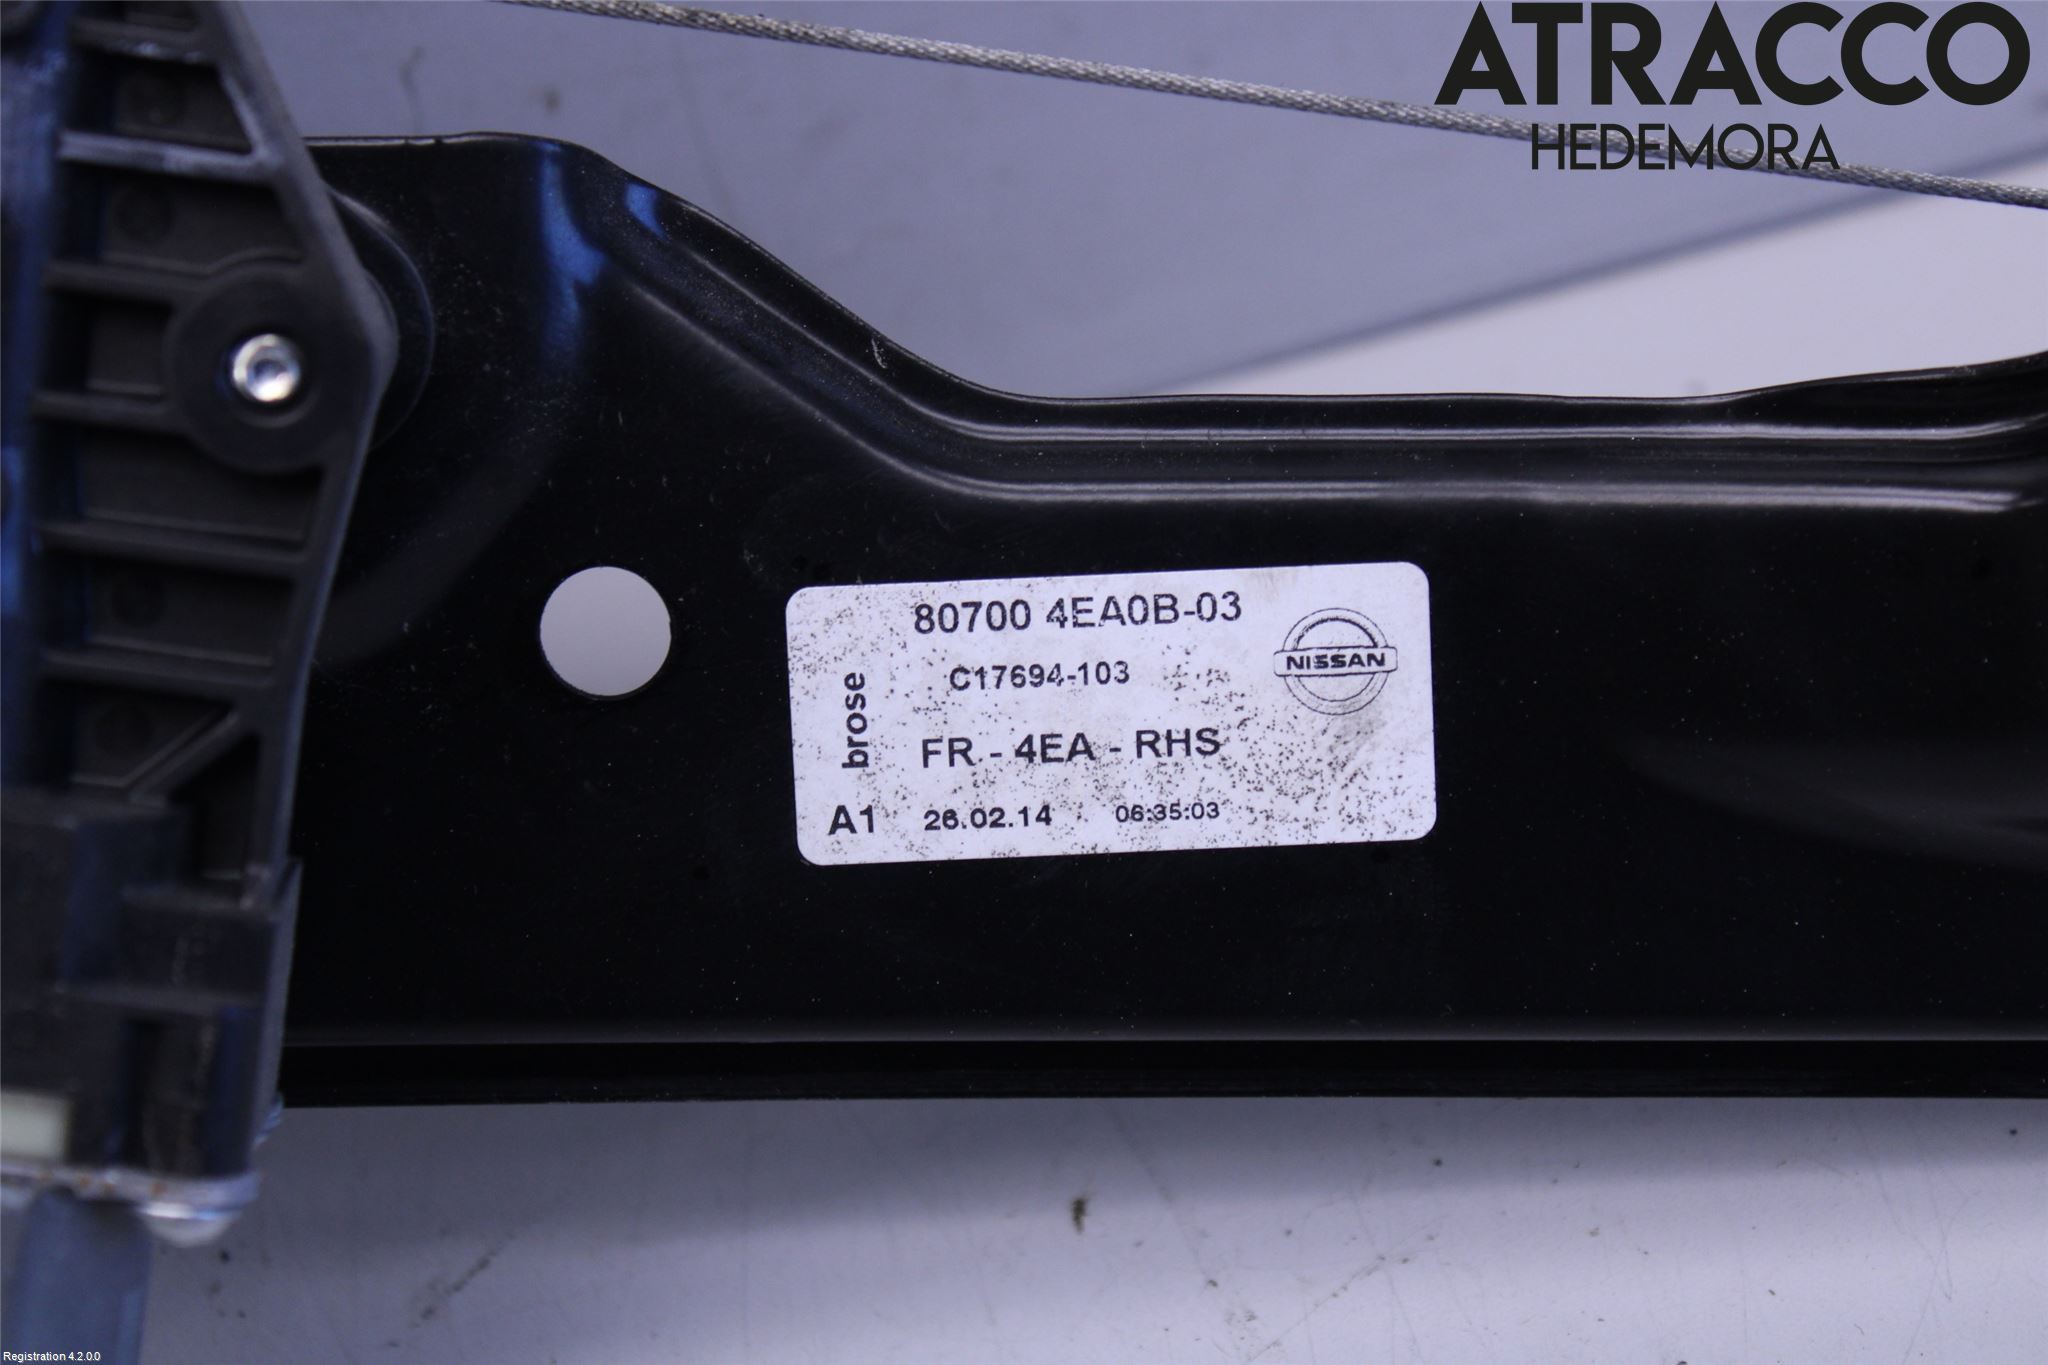 ATRACCO
HEDEMORA
80700 4EA0B-03
C17694-103
NISSAN
brose
FR - 4EA - RHS
A1 26.02.14 06:35:03
Registration 4.2.0.0